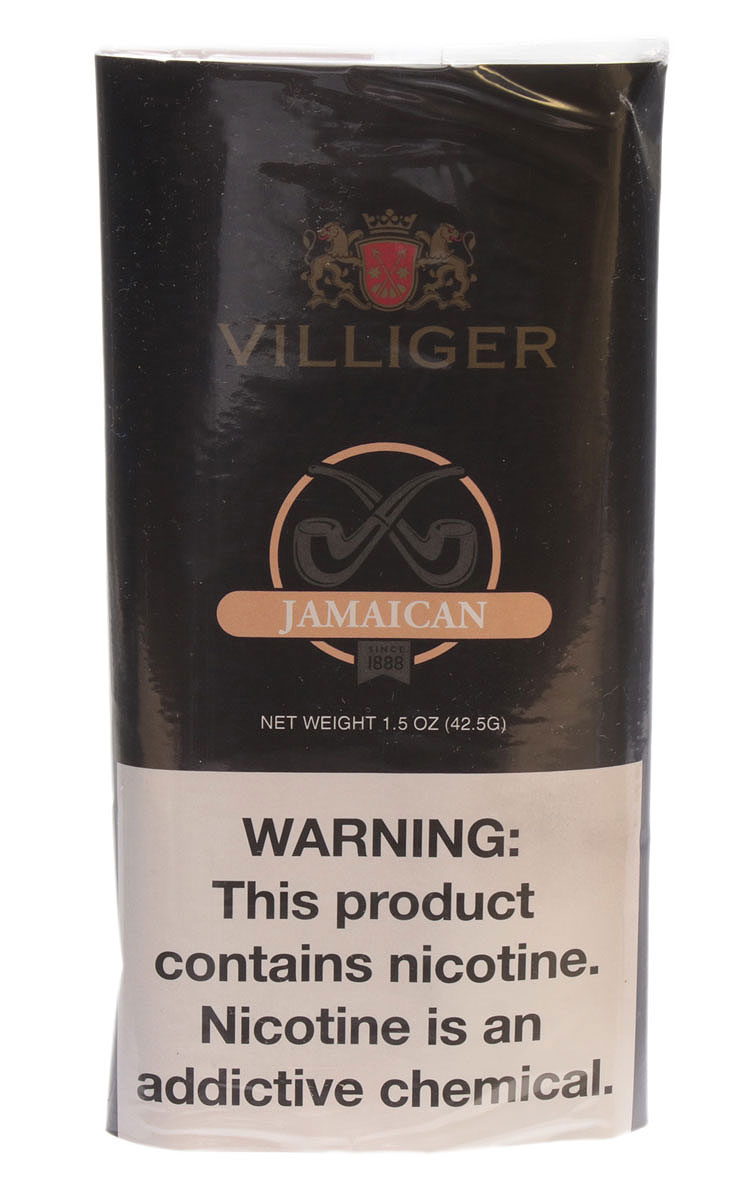 VILLIGER
JAMAICAN
SINCE
1888
NET WEIGHT 1.5 OZ (42.5G)
WARNING:
This product
contains nicotine.
Nicotine is an
addictive chemical.